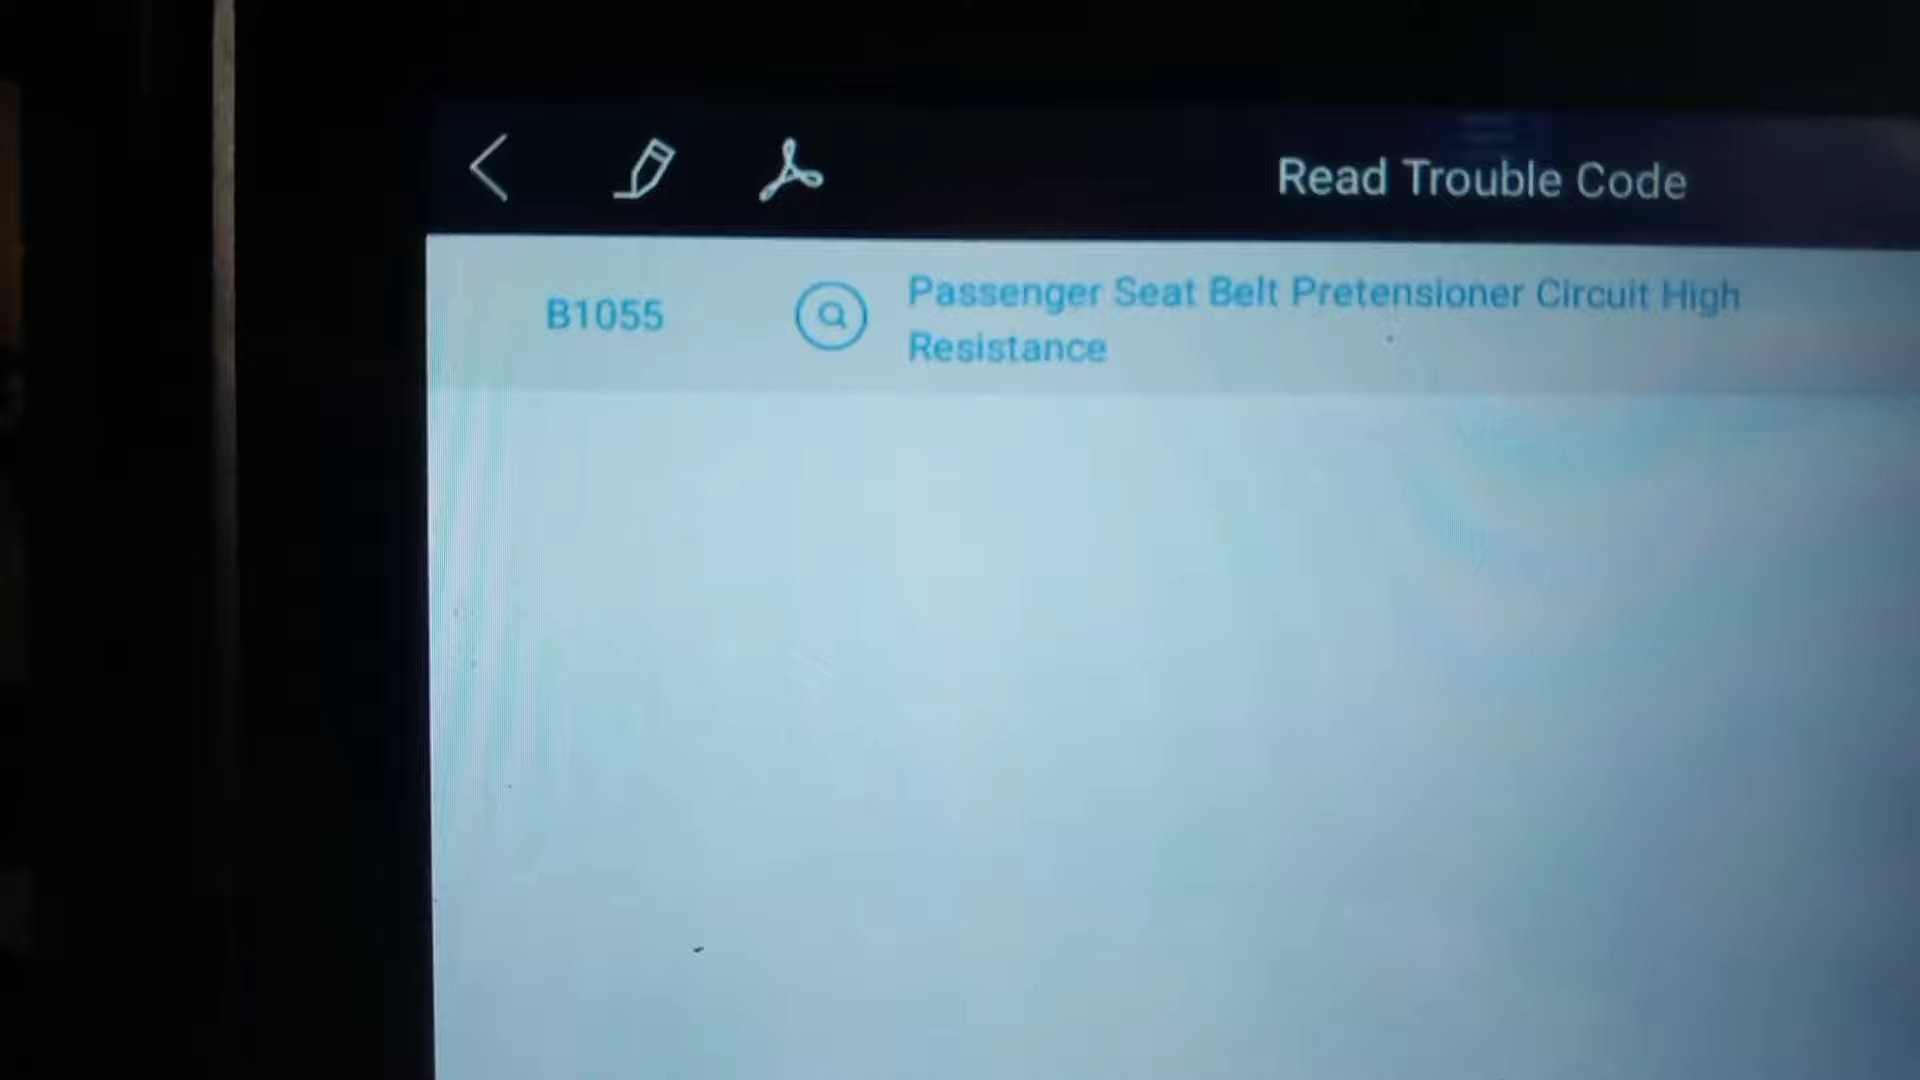 Read Trouble Code
B1055
Passenger Seat Belt Pretensioner Circuit High
Resistance